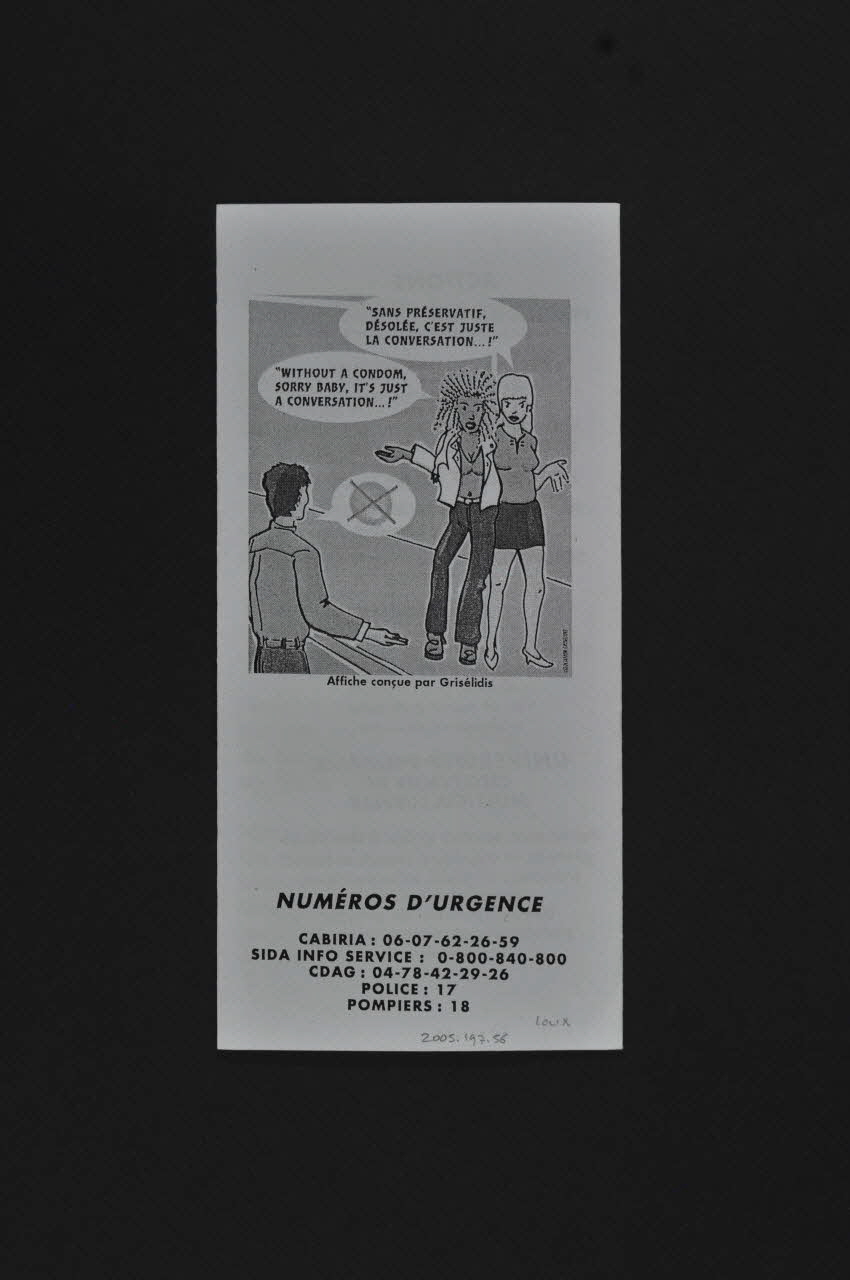 "SANS PRÉSERVATIF,
DÉSOLÉE, C'EST JUSTE
LA CONVERSATION...!"
"WITHOUT A CONDOM,
SORRY BABY, IT'S JUST
A CONVERSATION...!"
Affiche conçue par Grisélidis
NUMÉROS D'URGENCE
CABIRIA : 06-07-62-26-59
SIDA INFO SERVICE : 0-800-840-800
CDAG : 04-78-42-29-26
POLICE : 17
POMPIERS : 18
2005.197.56